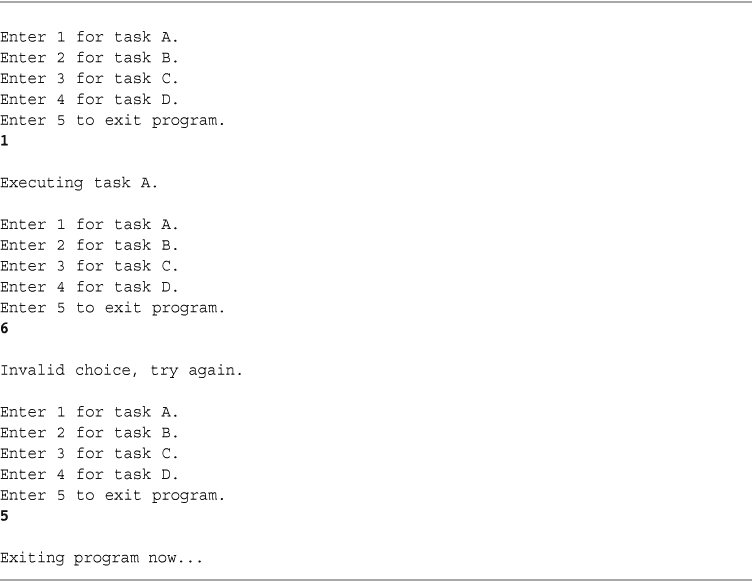 Enter 1 for task A.
Enter 2 for task B.
Enter 3 for task C.
Enter 4 for task D.
Enter 5 to exit program.
1
Executing task A.
Enter 1 for task A.
Enter 2 for task B.
Enter 3 for task C.
Enter 4 for task D.
Enter 5 to exit program.
6
Invalid choice, try again.
Enter 1 for task A.
Enter 2 for task B.
Enter 3 for task C.
Enter 4 for task D.
Enter 5 to exit program.
5
Exiting program now...